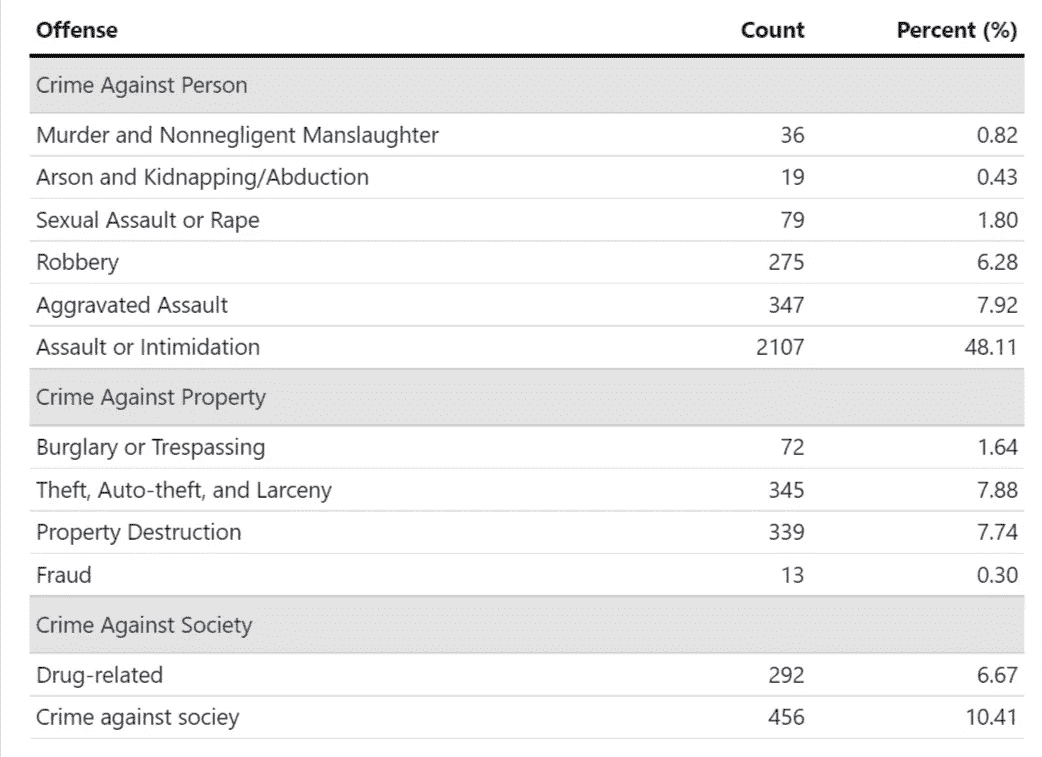 Offense Count Percent (%)
Crime Against Person
Murder and Nonnegligent Manslaughter 36 0.82
Arson and Kidnapping/Abduction 19 0.43
Sexual Assault or Rape 79 1.80
Robbery 275 6.28
Aggravated Assault 347 7.92
Assault or Intimidation 2107 48.11
Crime Against Property
Burglary or Trespassing 72 1.64
Theft, Auto-theft, and Larceny 345 7.88
Property Destruction 339 7.74
Fraud 13 0.30
Crime Against Society
Drug-related 292 6.67
Crime against sociey 456 10.41